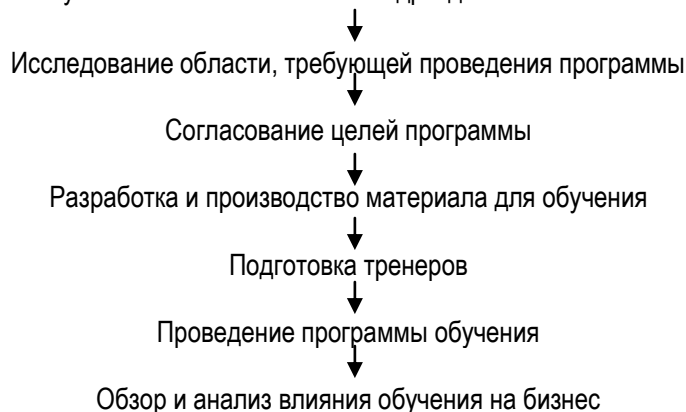 Исследование области, требующей проведения программы
Согласование целей программы
Разработка и производство материала для обучения
Подготовка тренеров
Проведение программы обучения
Обзор и анализ влияния обучения на бизнес